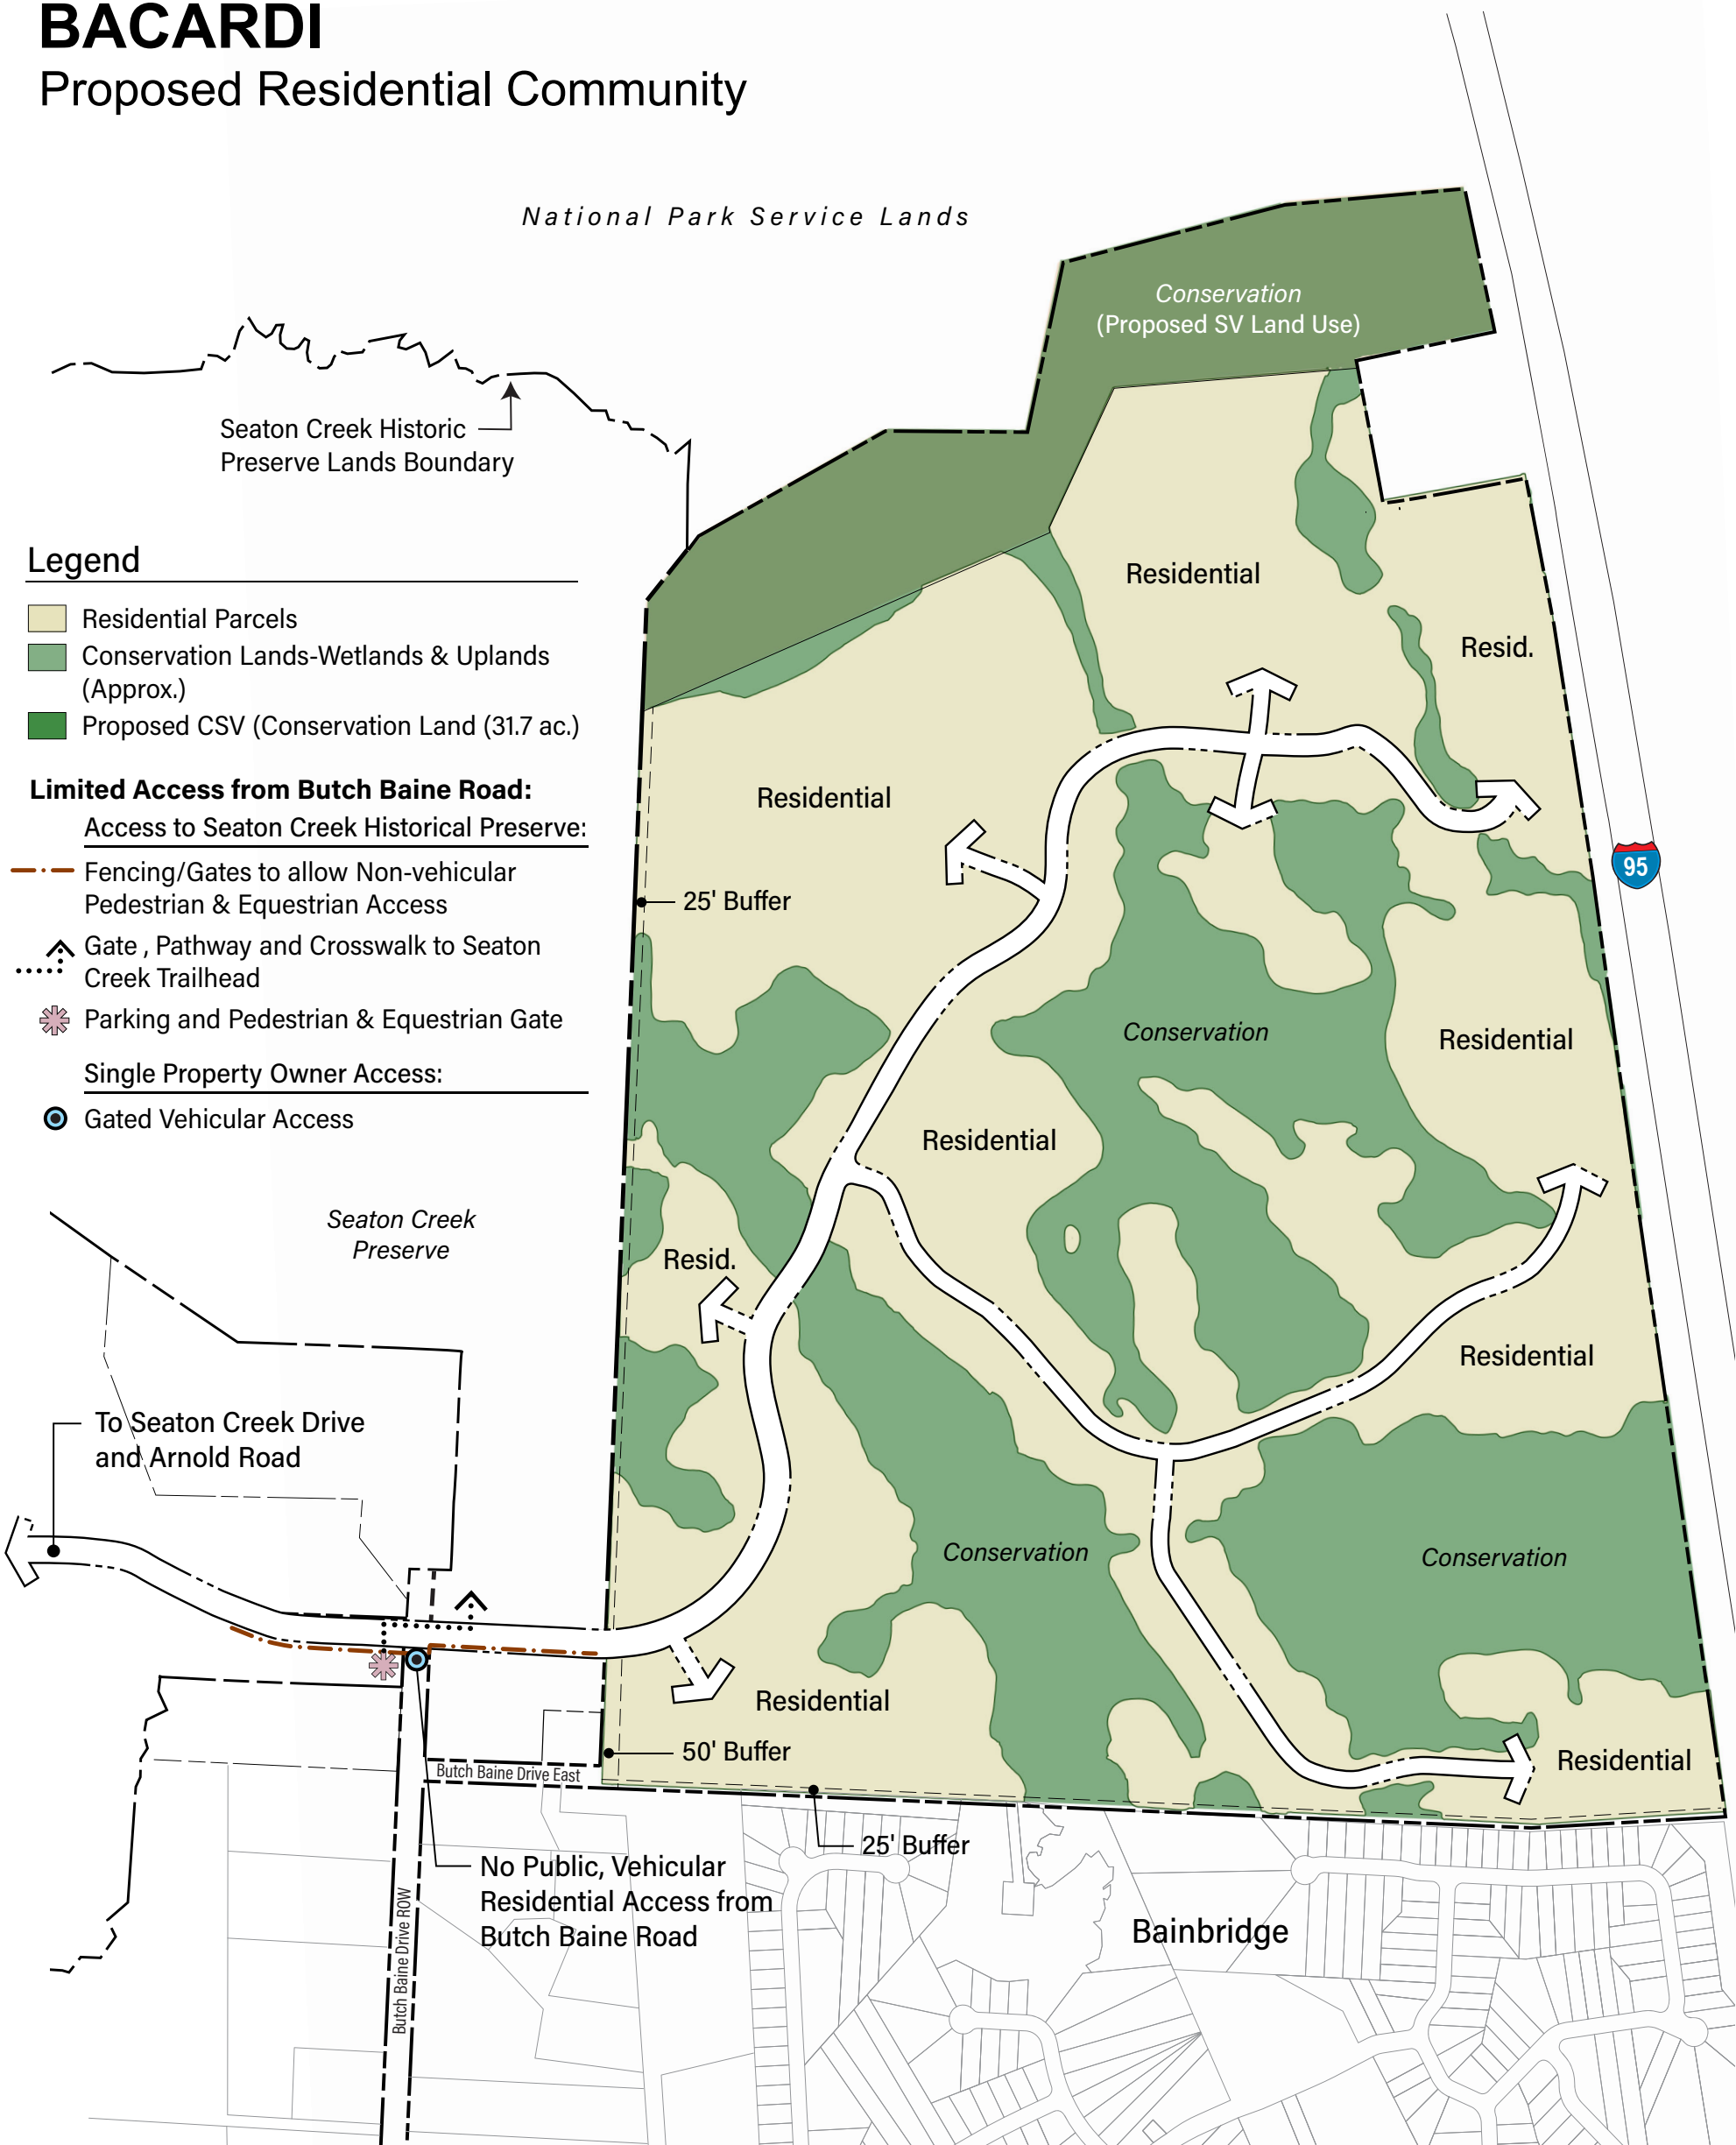 BACARDI
Proposed Residential Community
National Park Service Lands
Conservation
(Proposed SV Land Use)
Seaton Creek Historic
Preserve Lands Boundary
Legend
Residential Parcels
Conservation Lands-Wetlands & Uplands
(Approx.)
Proposed CSV (Conservation Land (31.7 ac.)
Limited Access from Butch Baine Road:
Access to Seaton Creek Historical Preserve:
Fencing/Gates to allow Non-vehicular
Pedestrian & Equestrian Access
Gate , Pathway and Crosswalk to Seaton
Creek Trailhead
Parking and Pedestrian & Equestrian Gate
Single Property Owner Access:
Gated Vehicular Access
Residential
Resid.
Residential
95
25' Buffer
Conservation
Residential
Residential
Seaton Creek
Preserve
Resid.
Residential
To Seaton Creek Drive
and Arnold Road
Conservation
Conservation
Residential
50' Buffer
Residential
Butch Baine Drive East
25' Buffer
No Public, Vehicular
Residential Access from
Butch Baine Road
Butch Baine Drive ROW
Bainbridge